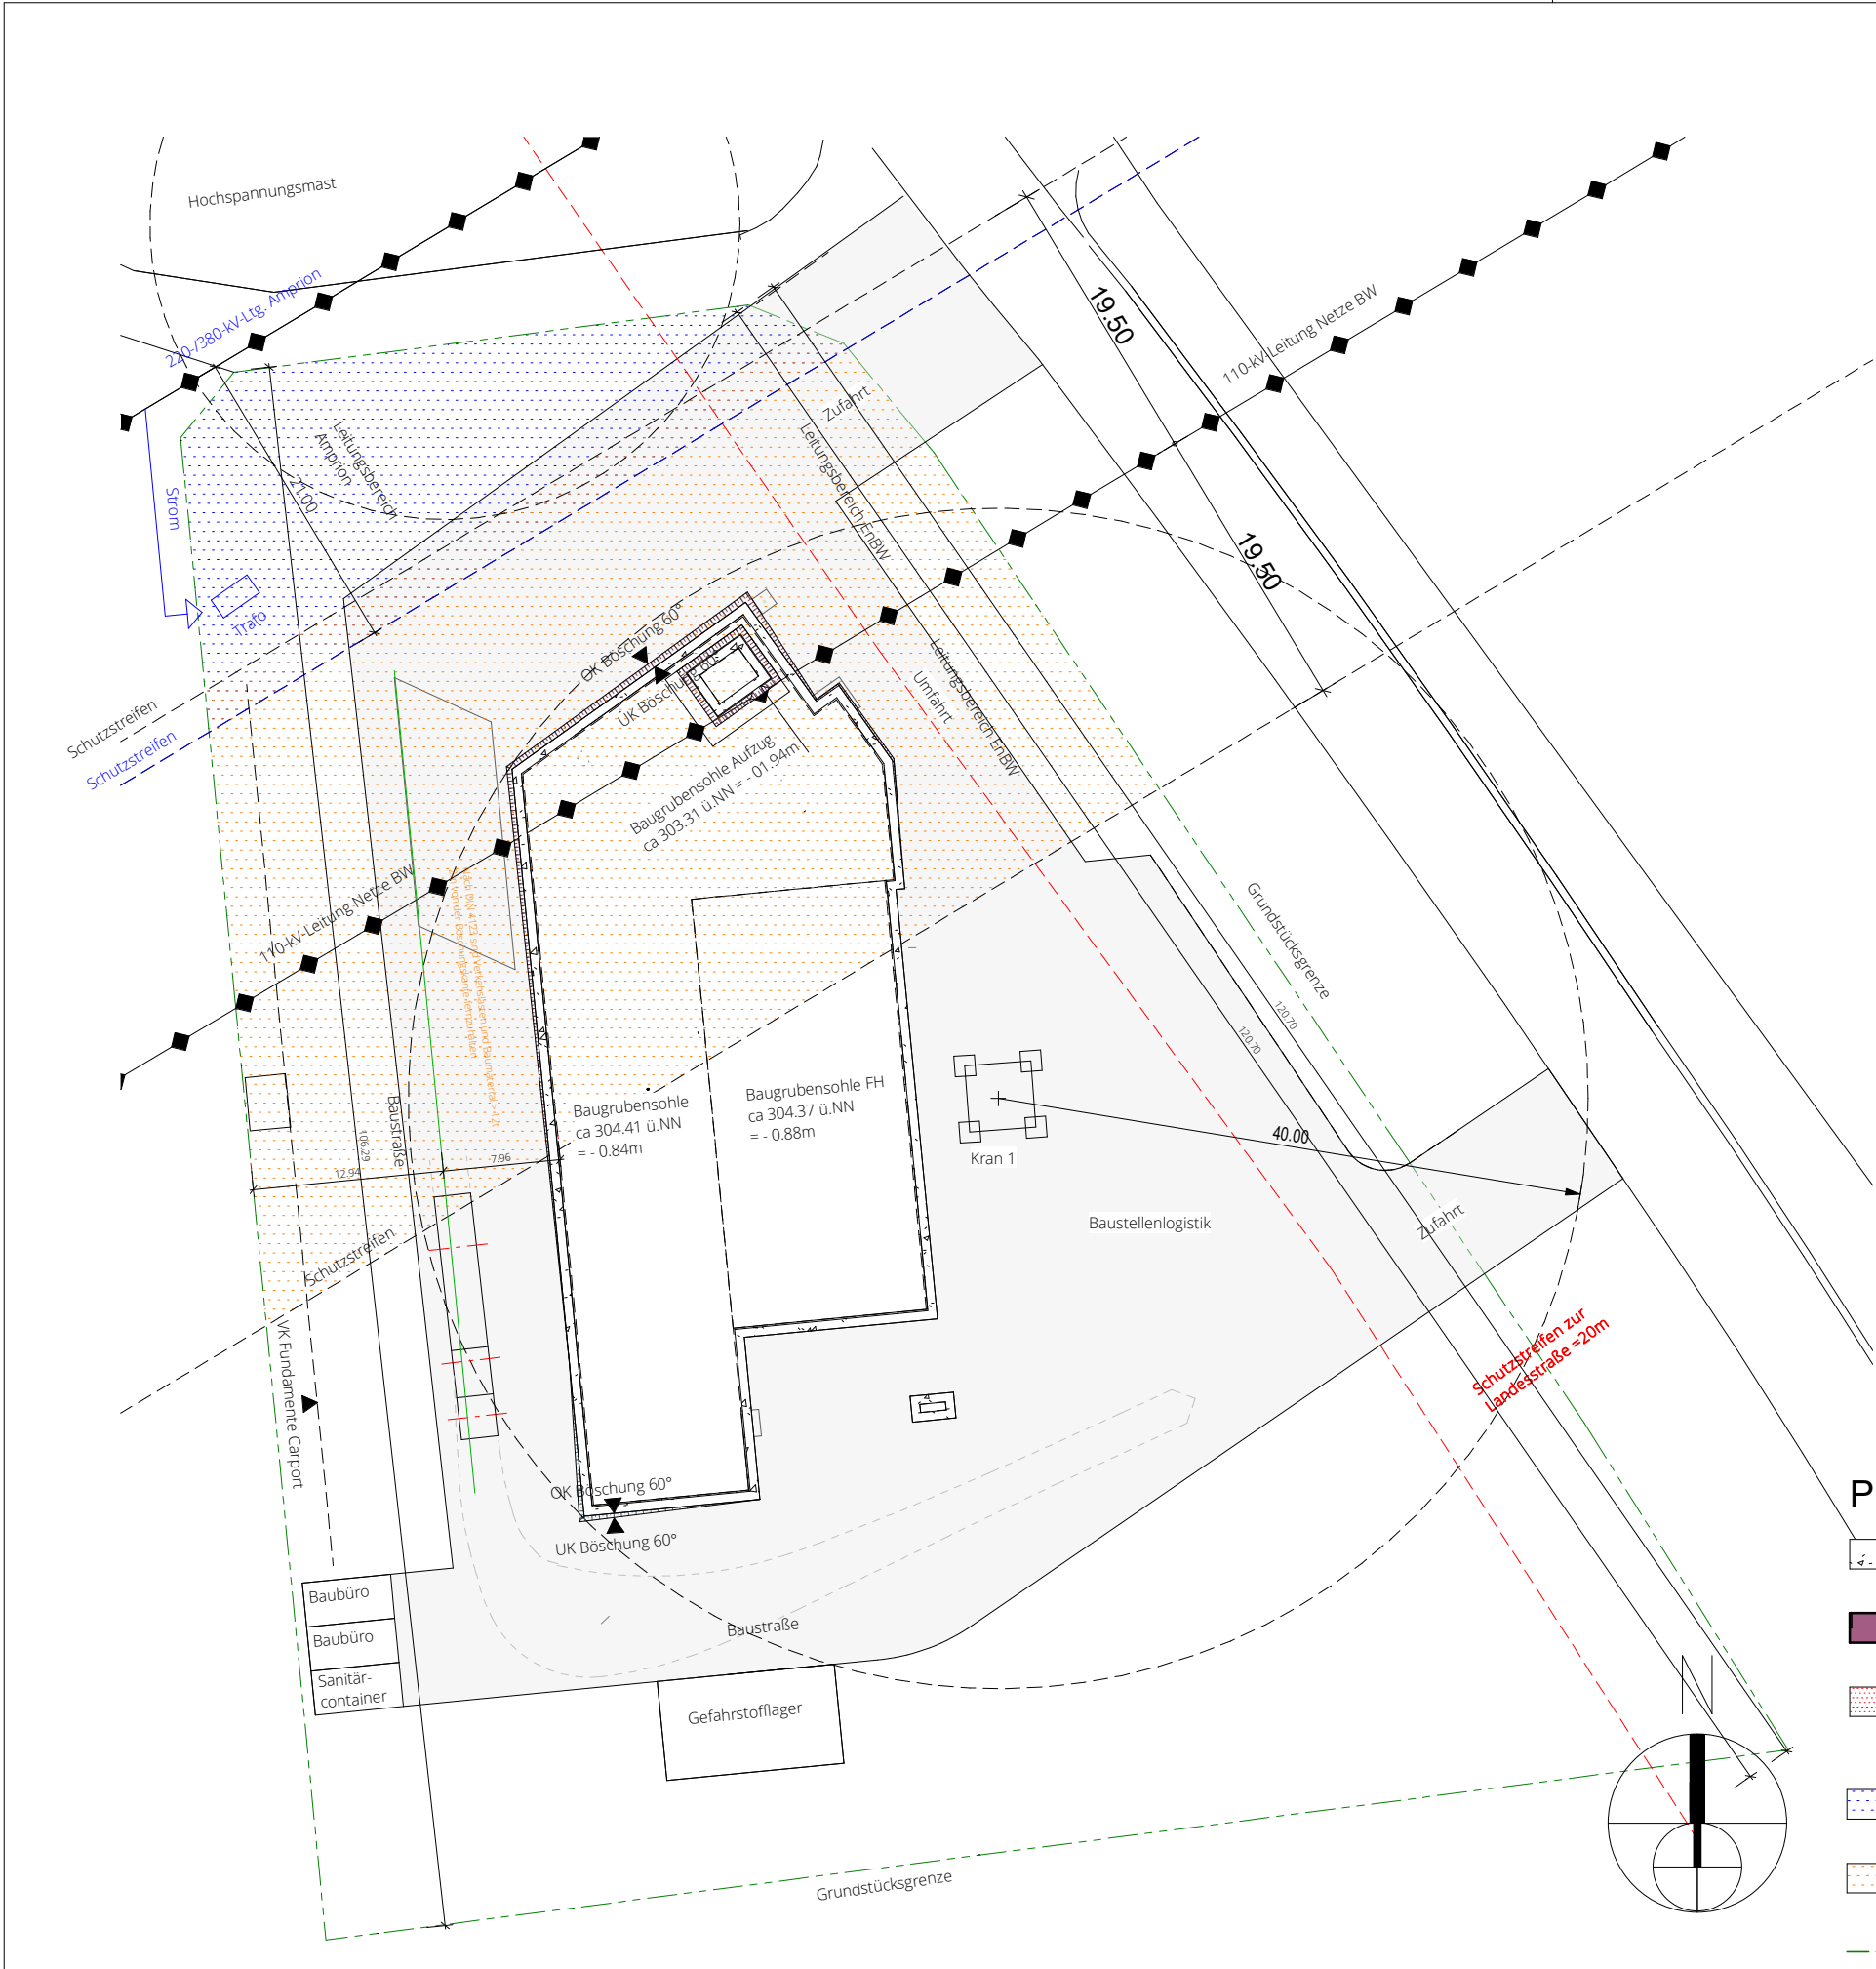 Hochspannungsmast
220-/380-kV-Ltg. Amprion
19.50
110-kV-Leitung Netze BW
Zufahrt
Leitungsbereich
Amprion
21.00
Leitungsbereich EnBW
Strom
Trafo
19.50
OK Böschung 60°
UK Böschung 60°
Leitungsbereich EnBW
Umfahrt
Schutzstreifen
Schutzstreifen
Baugrubensohle Aufzug
ca 303.31 ü.NN = - 01.94m
110-kV-Leitung Netze BW
Grundstücksgrenze
120.70
120.70
Baustraße
106.29
12.94
7.96
Baugrubensohle
ca 304.41 ü.NN
= - 0.84m
Baugrubensohle FH
ca 304.37 ü.NN
= - 0.88m
Kran 1
40.00
Baustellenlogistik
Zufahrt
Schutzstreifen
VK Fundamente Carport
Schutzstreifen zur
Landesstraße =20m
OK Böschung 60°
UK Böschung 60°
P
Baubüro
Baubüro
Sanitär-
container
Baustraße
Gefahrstofflager
N
Grundstücksgrenze